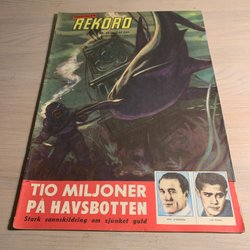 REKORD
TIO MILJONER
PÅ HAVSBOTTEN
Stark sannskildring om sjunket guld